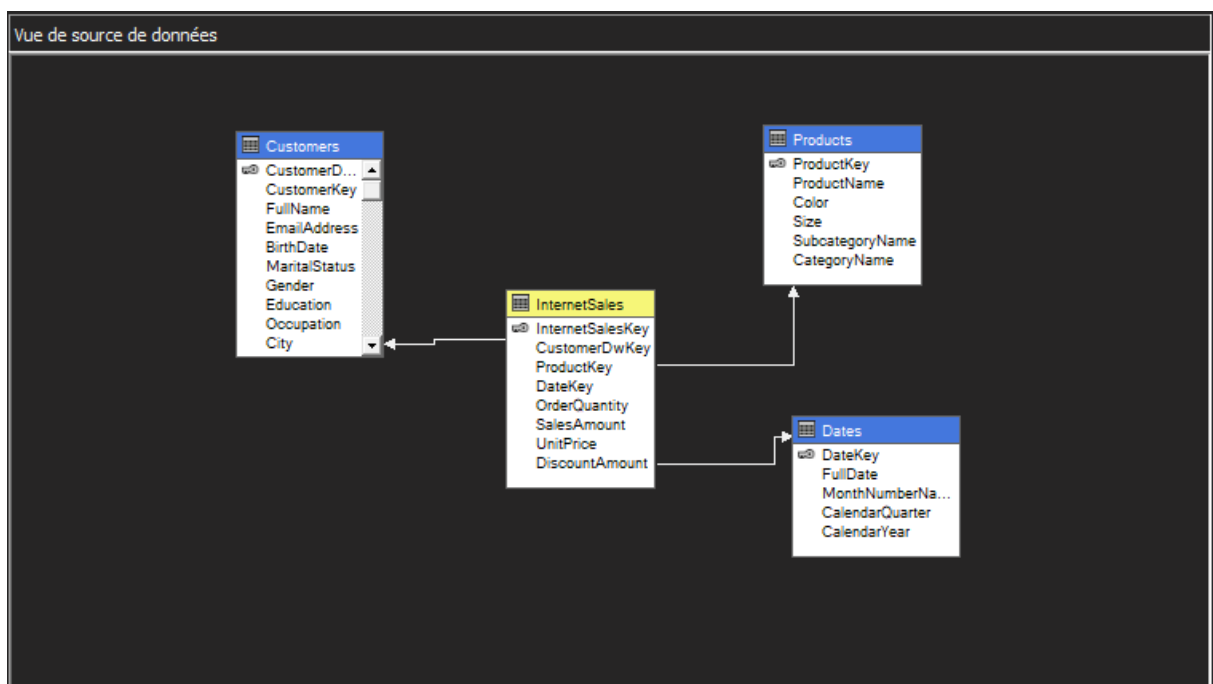 Vue de source de données
Customers
CustomerD...
CustomerKey
FullName
EmailAddress
BirthDate
MaritalStatus
Gender
Education
Occupation
City
Products
ProductKey
ProductName
Color
Size
SubcategoryName
CategoryName
InternetSales
InternetSalesKey
CustomerDwKey
ProductKey
DateKey
OrderQuantity
SalesAmount
UnitPrice
DiscountAmount
Dates
DateKey
FullDate
MonthNumberNa...
CalendarQuarter
CalendarYear